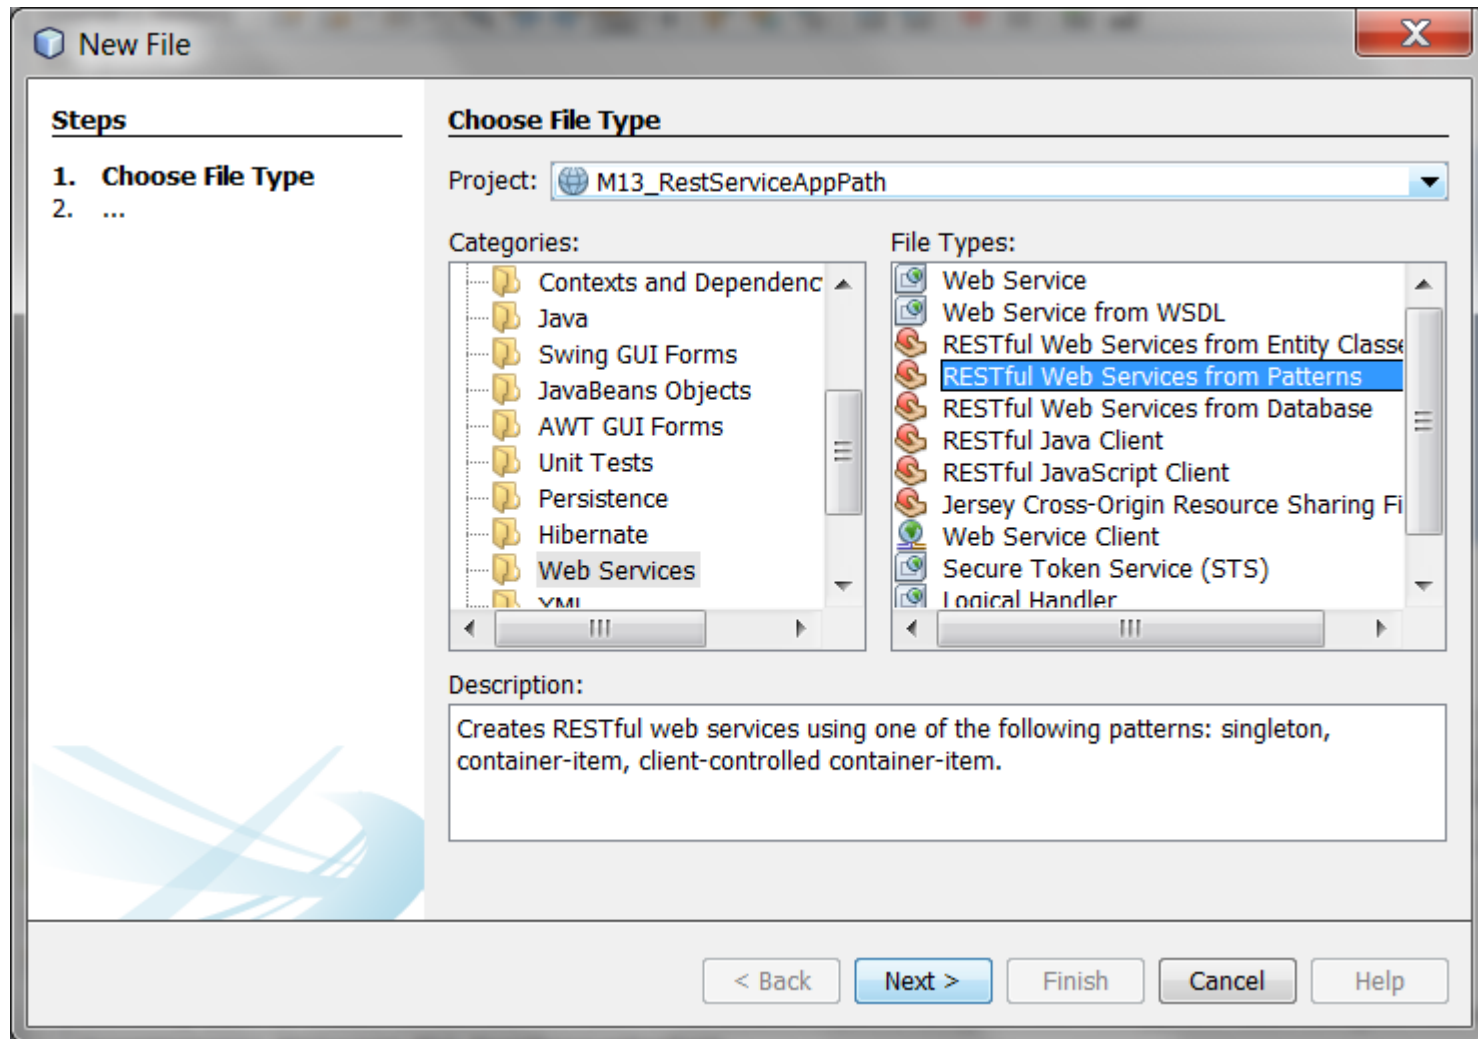 New File
X
Steps
1. Choose File Type
2. ...
Choose File Type
Project: M13_RestServiceAppPath
Categories:
Contexts and Dependenc
Java
Swing GUI Forms
JavaBeans Objects
AWT GUI Forms
Unit Tests
Persistence
Hibernate
Web Services
XML
File Types:
Web Service
Web Service from WSDL
RESTful Web Services from Entity Classe
RESTful Web Services from Patterns
RESTful Web Services from Database
RESTful Java Client
RESTful JavaScript Client
Jersey Cross-Origin Resource Sharing Fi
Web Service Client
Secure Token Service (STS)
Logical Handler
Description:
Creates RESTful web services using one of the following patterns: singleton,
container-item, client-controlled container-item.
< Back
Next >
Finish
Cancel
Help